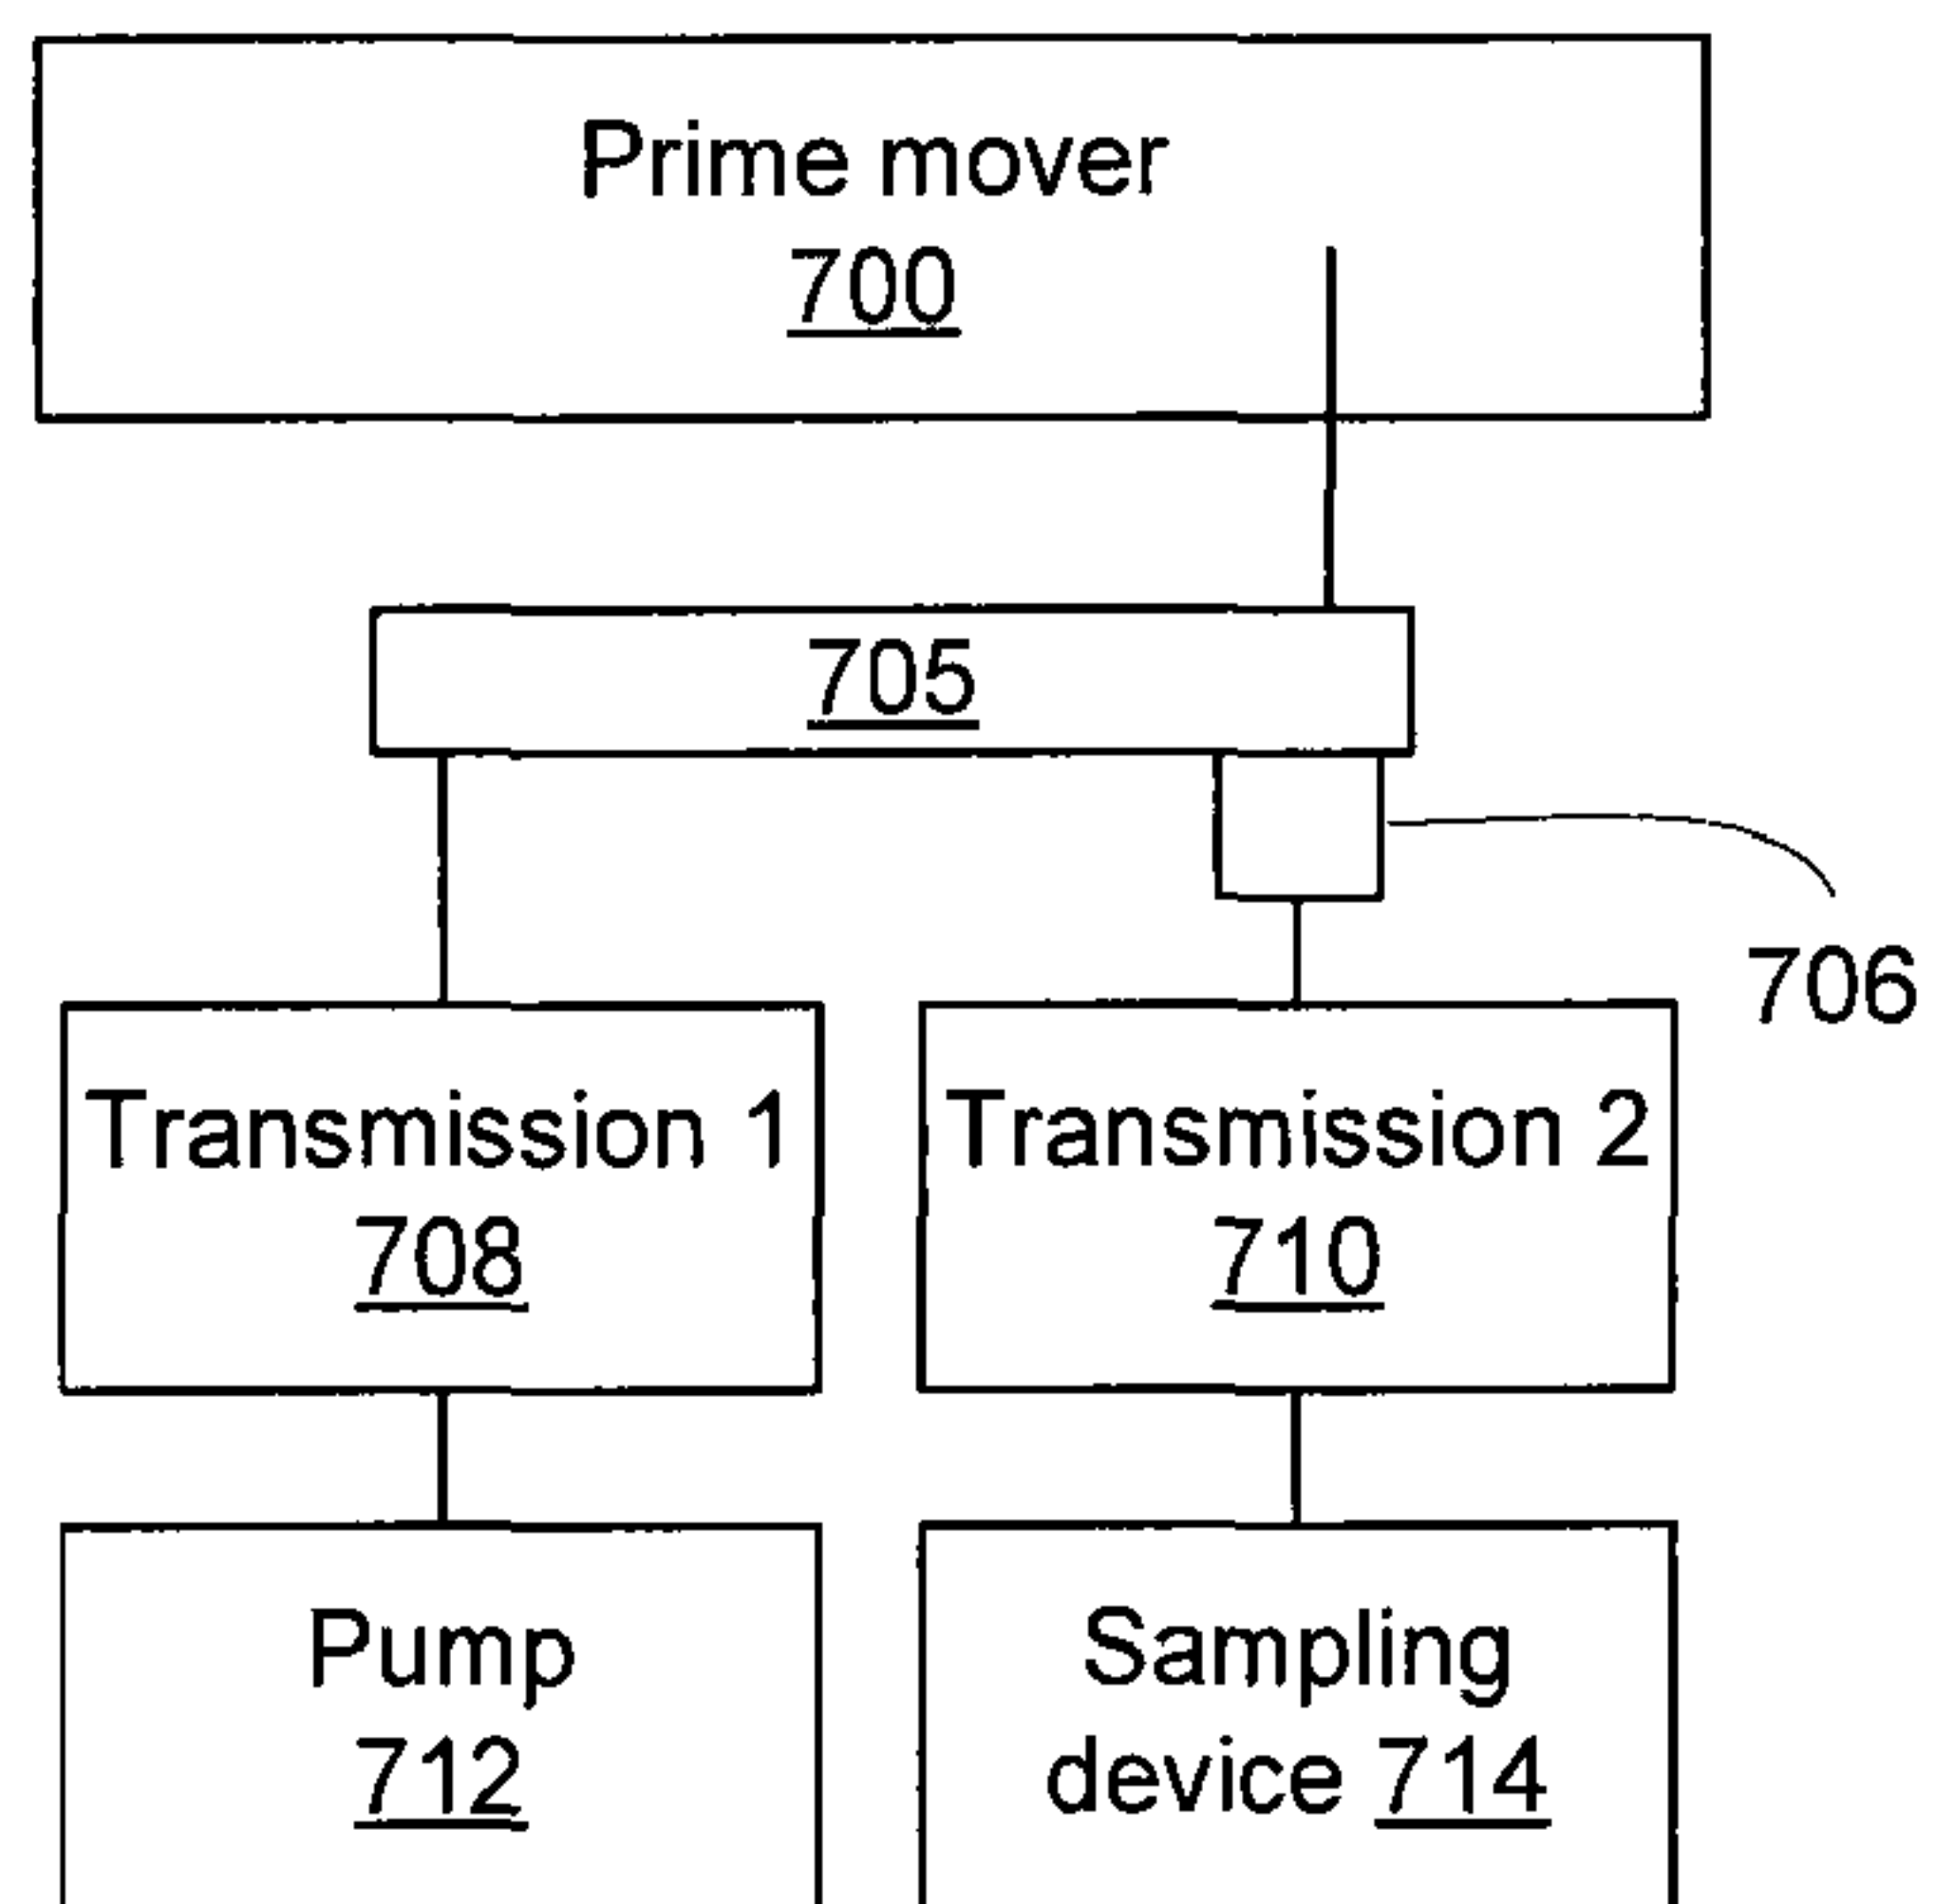 Prime mover
700
705
706
Transmission 1
708
Transmission 2
710
Pump
712
Sampling
device 714